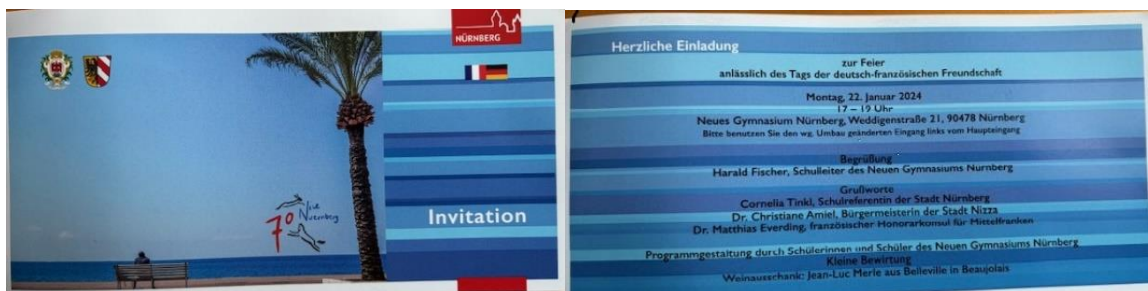 NÜRNBERG
70
Nice
Nuernberg
Invitation
Herzliche Einladung
zur Feier
anlässlich des Tags der deutsch-französischen Freundschaft
Montag, 22. Januar 2024
17 – 19 Uhr
Neues Gymnasium Nürnberg, Weddigenstraße 21, 90478 Nürnberg
Bitte benutzen Sie den wg. Umbau geänderten Eingang links vom Haupteingang
Begrüßung
Harald Fischer, Schulleiter des Neuen Gymnasiums Nürnberg
Grußworte
Cornelia Tinkl, Schulreferentin der Stadt Nürnberg
Dr. Christiane Amiel, Bürgermeisterin der Stadt Nizza
Dr. Matthias Everding, französischer Honorarkonsul für Mittelfranken
Programmgestaltung durch Schülerinnen und Schüler des Neuen Gymnasiums Nürnberg
Kleine Bewirtung
Weinausschank: Jean-Luc Merle aus Belleville in Beaujolais